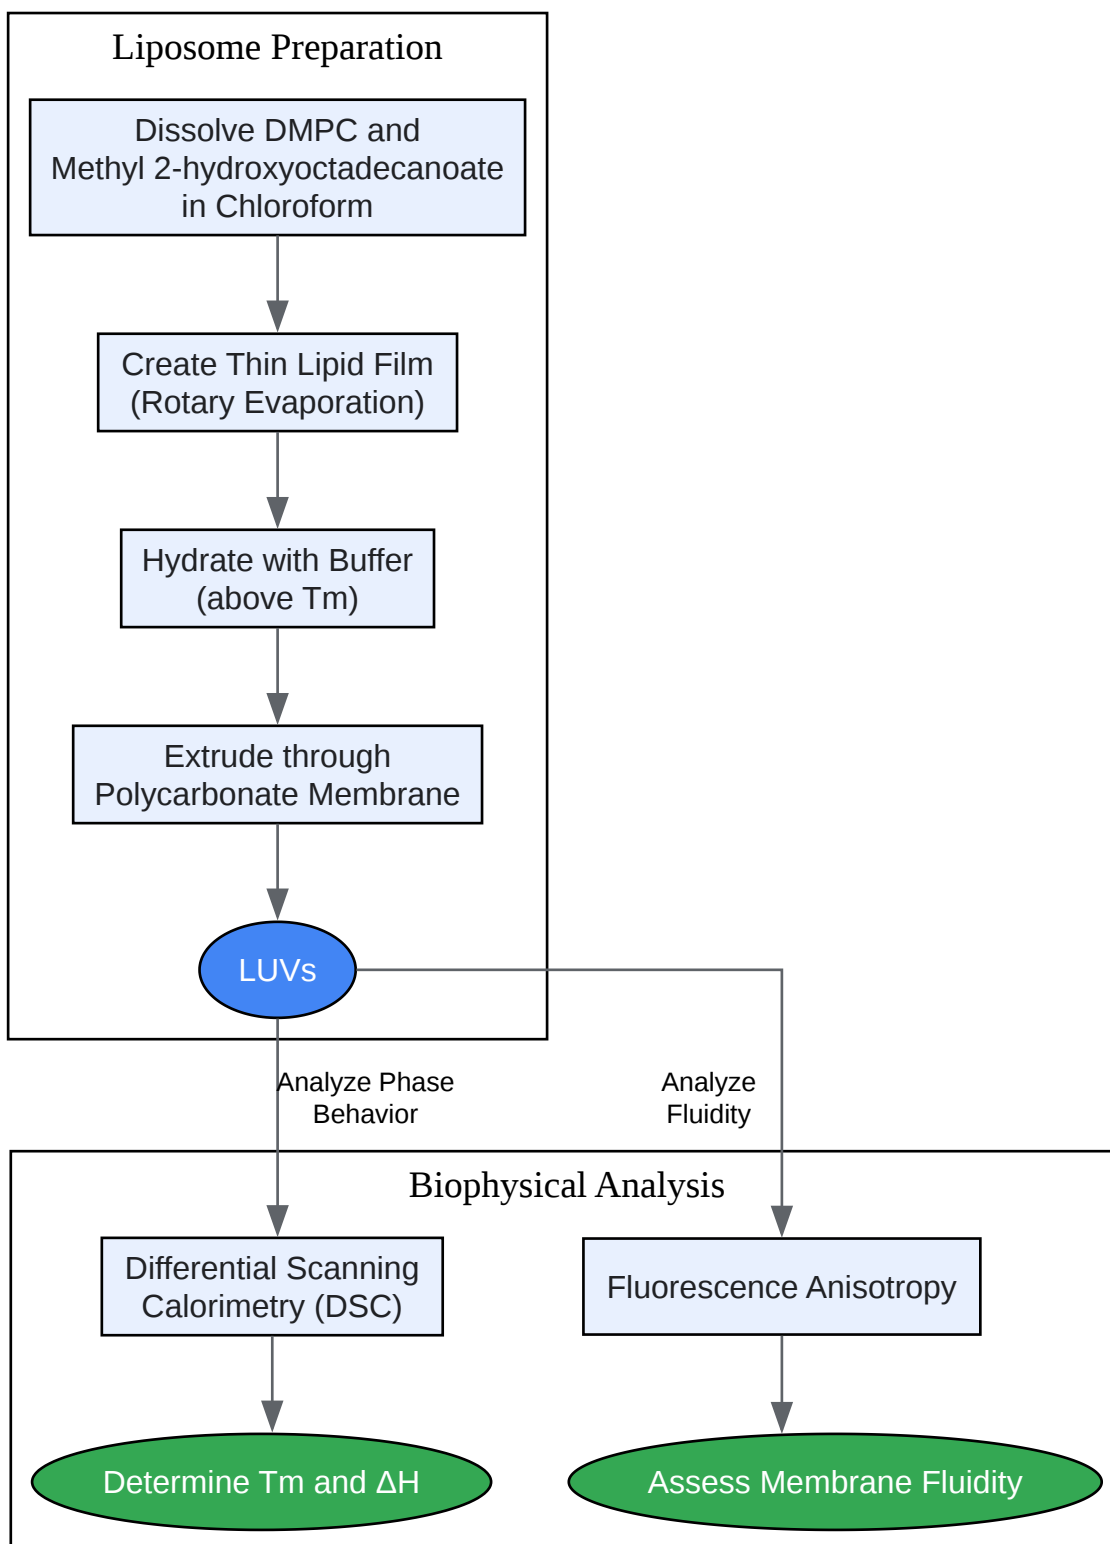 Liposome Preparation
Dissolve DMPC and
Methyl 2-hydroxyoctadecanoate
in Chloroform
Create Thin Lipid Film
(Rotary Evaporation)
Hydrate with Buffer
(above Tm)
Extrude through
Polycarbonate Membrane
LUVs
Analyze Phase
Behavior
Analyze
Fluidity
Biophysical Analysis
Differential Scanning
Calorimetry (DSC)
Fluorescence Anisotropy
Determine Tm and ΔH
Assess Membrane Fluidity